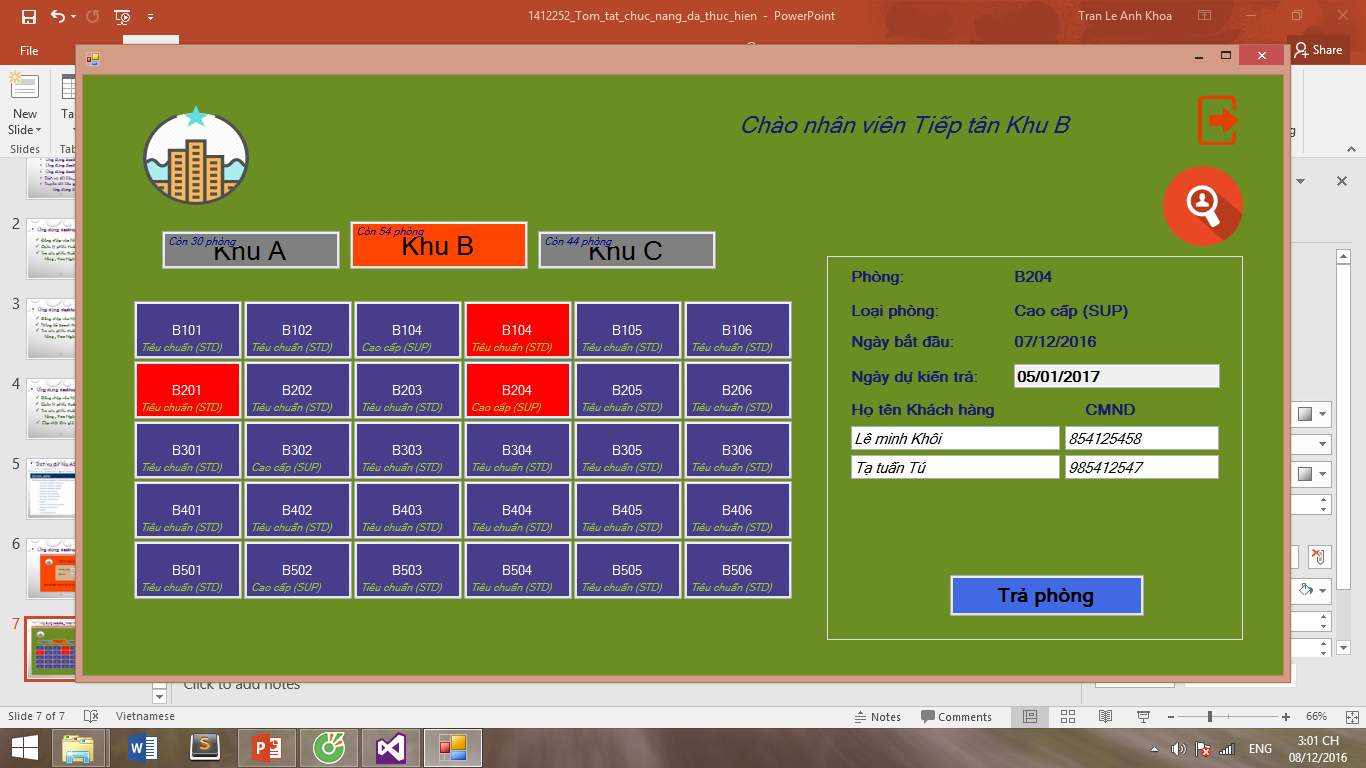 1412252_Tom_tat_chuc_nang_da_thuc_hien - PowerPoint
Tran Le Anh Khoa
File
Share
New
Slide
Slides
Chào nhân viên Tiếp tân Khu B
Còn 30 phòng
Khu A
Còn 54 phòng
Khu B
Còn 44 phòng
Khu C
B101 B102 B104 B104 B105 B106
Tiêu chuẩn (STD) Tiêu chuẩn (STD) Cao cấp (SUP) Tiêu chuẩn (STD) Tiêu chuẩn (STD) Tiêu chuẩn (STD)
B201 B202 B203 B204 B205 B206
Tiêu chuẩn (STD) Tiêu chuẩn (STD) Tiêu chuẩn (STD) Cao cấp (SUP) Tiêu chuẩn (STD) Tiêu chuẩn (STD)
B301 B302 B303 B304 B305 B306
Tiêu chuẩn (STD) Cao cấp (SUP) Tiêu chuẩn (STD) Tiêu chuẩn (STD) Tiêu chuẩn (STD) Tiêu chuẩn (STD)
B401 B402 B403 B404 B405 B406
Tiêu chuẩn (STD) Tiêu chuẩn (STD) Tiêu chuẩn (STD) Tiêu chuẩn (STD) Tiêu chuẩn (STD) Tiêu chuẩn (STD)
B501 B502 B503 B504 B505 B506
Tiêu chuẩn (STD) Cao cấp (SUP) Tiêu chuẩn (STD) Tiêu chuẩn (STD) Tiêu chuẩn (STD) Tiêu chuẩn (STD)
Phòng: B204
Loại phòng: Cao cấp (SUP)
Ngày bắt đầu: 07/12/2016
Ngày dự kiến trả: 05/01/2017
Họ tên Khách hàng CMND
Lê minh Khôi 854125458
Tạ tuấn Tú 985412547
Trả phòng
2
3
4
5
6
7
Click to add notes
Slide 7 of 7 Vietnamese Notes Comments 66%
ENG
3:01 CH
08/12/2016